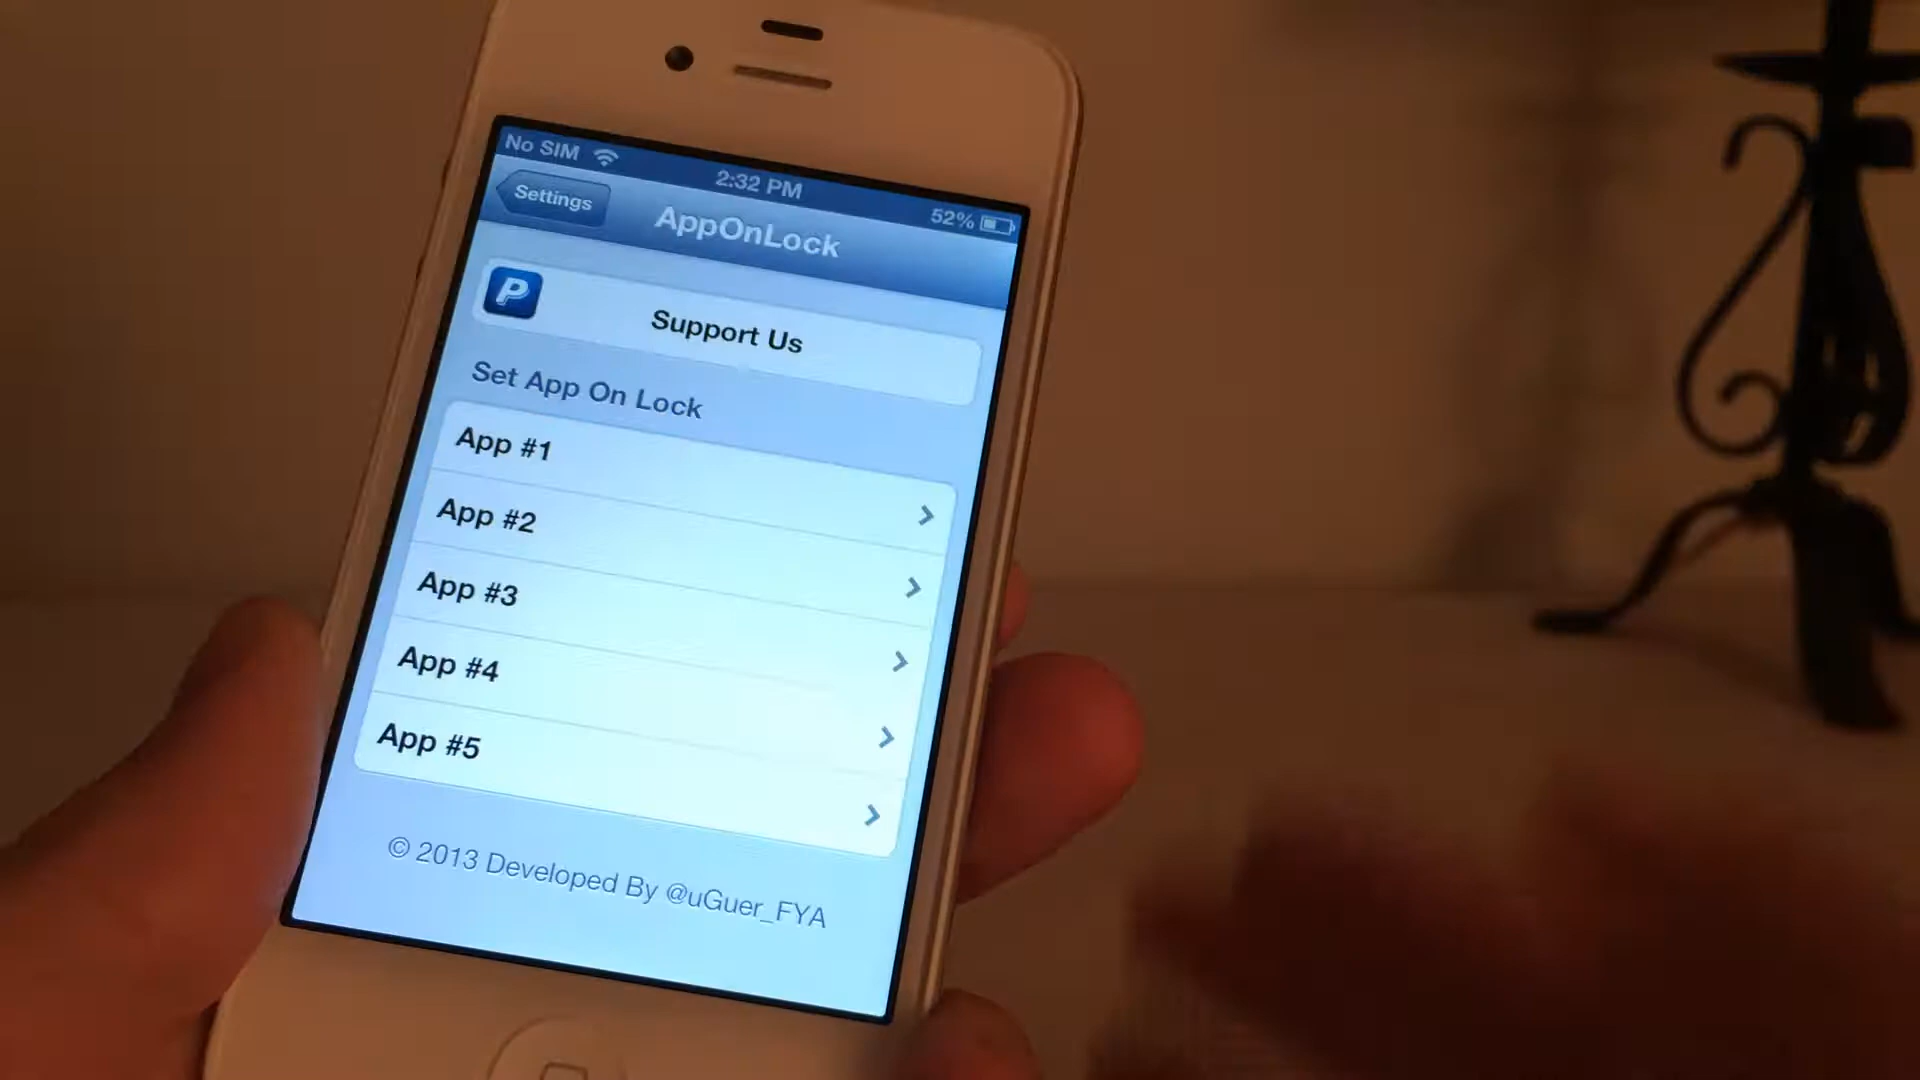 No SIM
2:32 PM
52%
Settings
AppOnLock
P
Support Us
Set App On Lock
App #1
App #2
App #3
App #4
App #5
© 2013 Developed By @uGuer_FYA